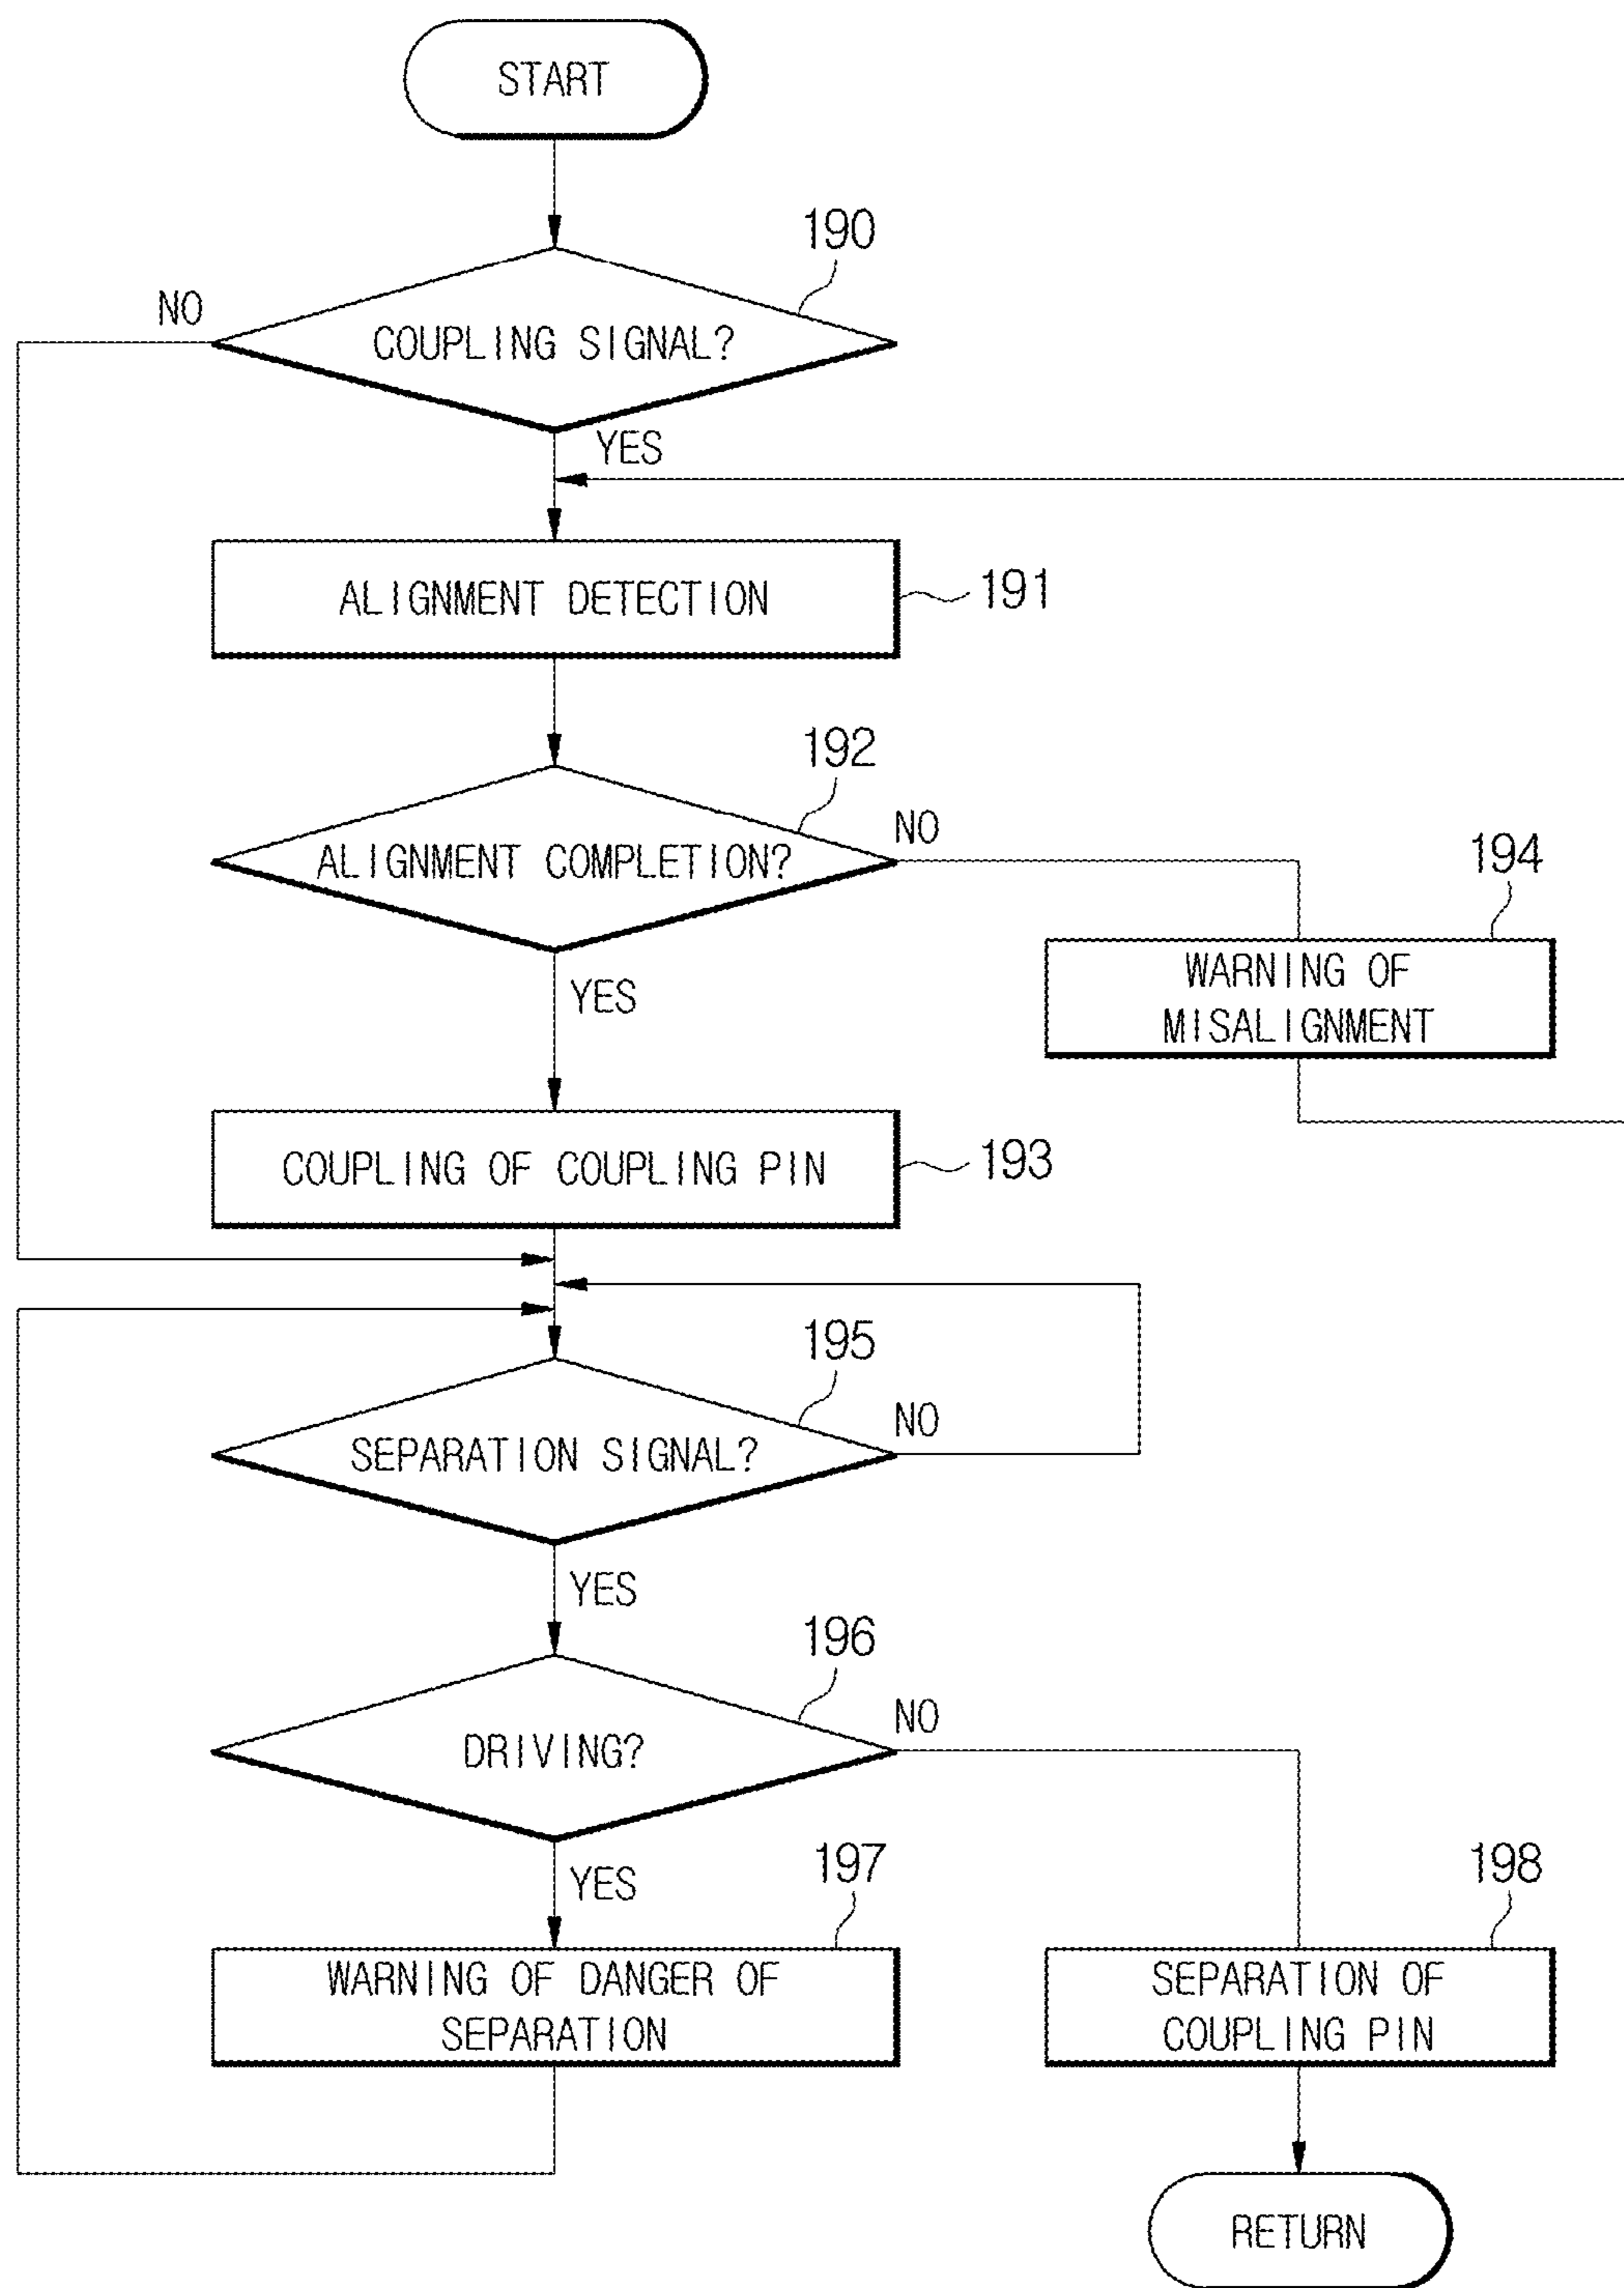 START
190
NO
COUPLING SIGNAL?
YES
ALIGNMENT DETECTION
191
192
NO
ALIGNMENT COMPLETION?
194
WARNING OF
MISALIGNMENT
YES
COUPLING OF COUPLING PIN
193
195
NO
SEPARATION SIGNAL?
YES
196
NO
DRIVING?
YES
197
198
WARNING OF DANGER OF
SEPARATION
SEPARATION OF
COUPLING PIN
RETURN